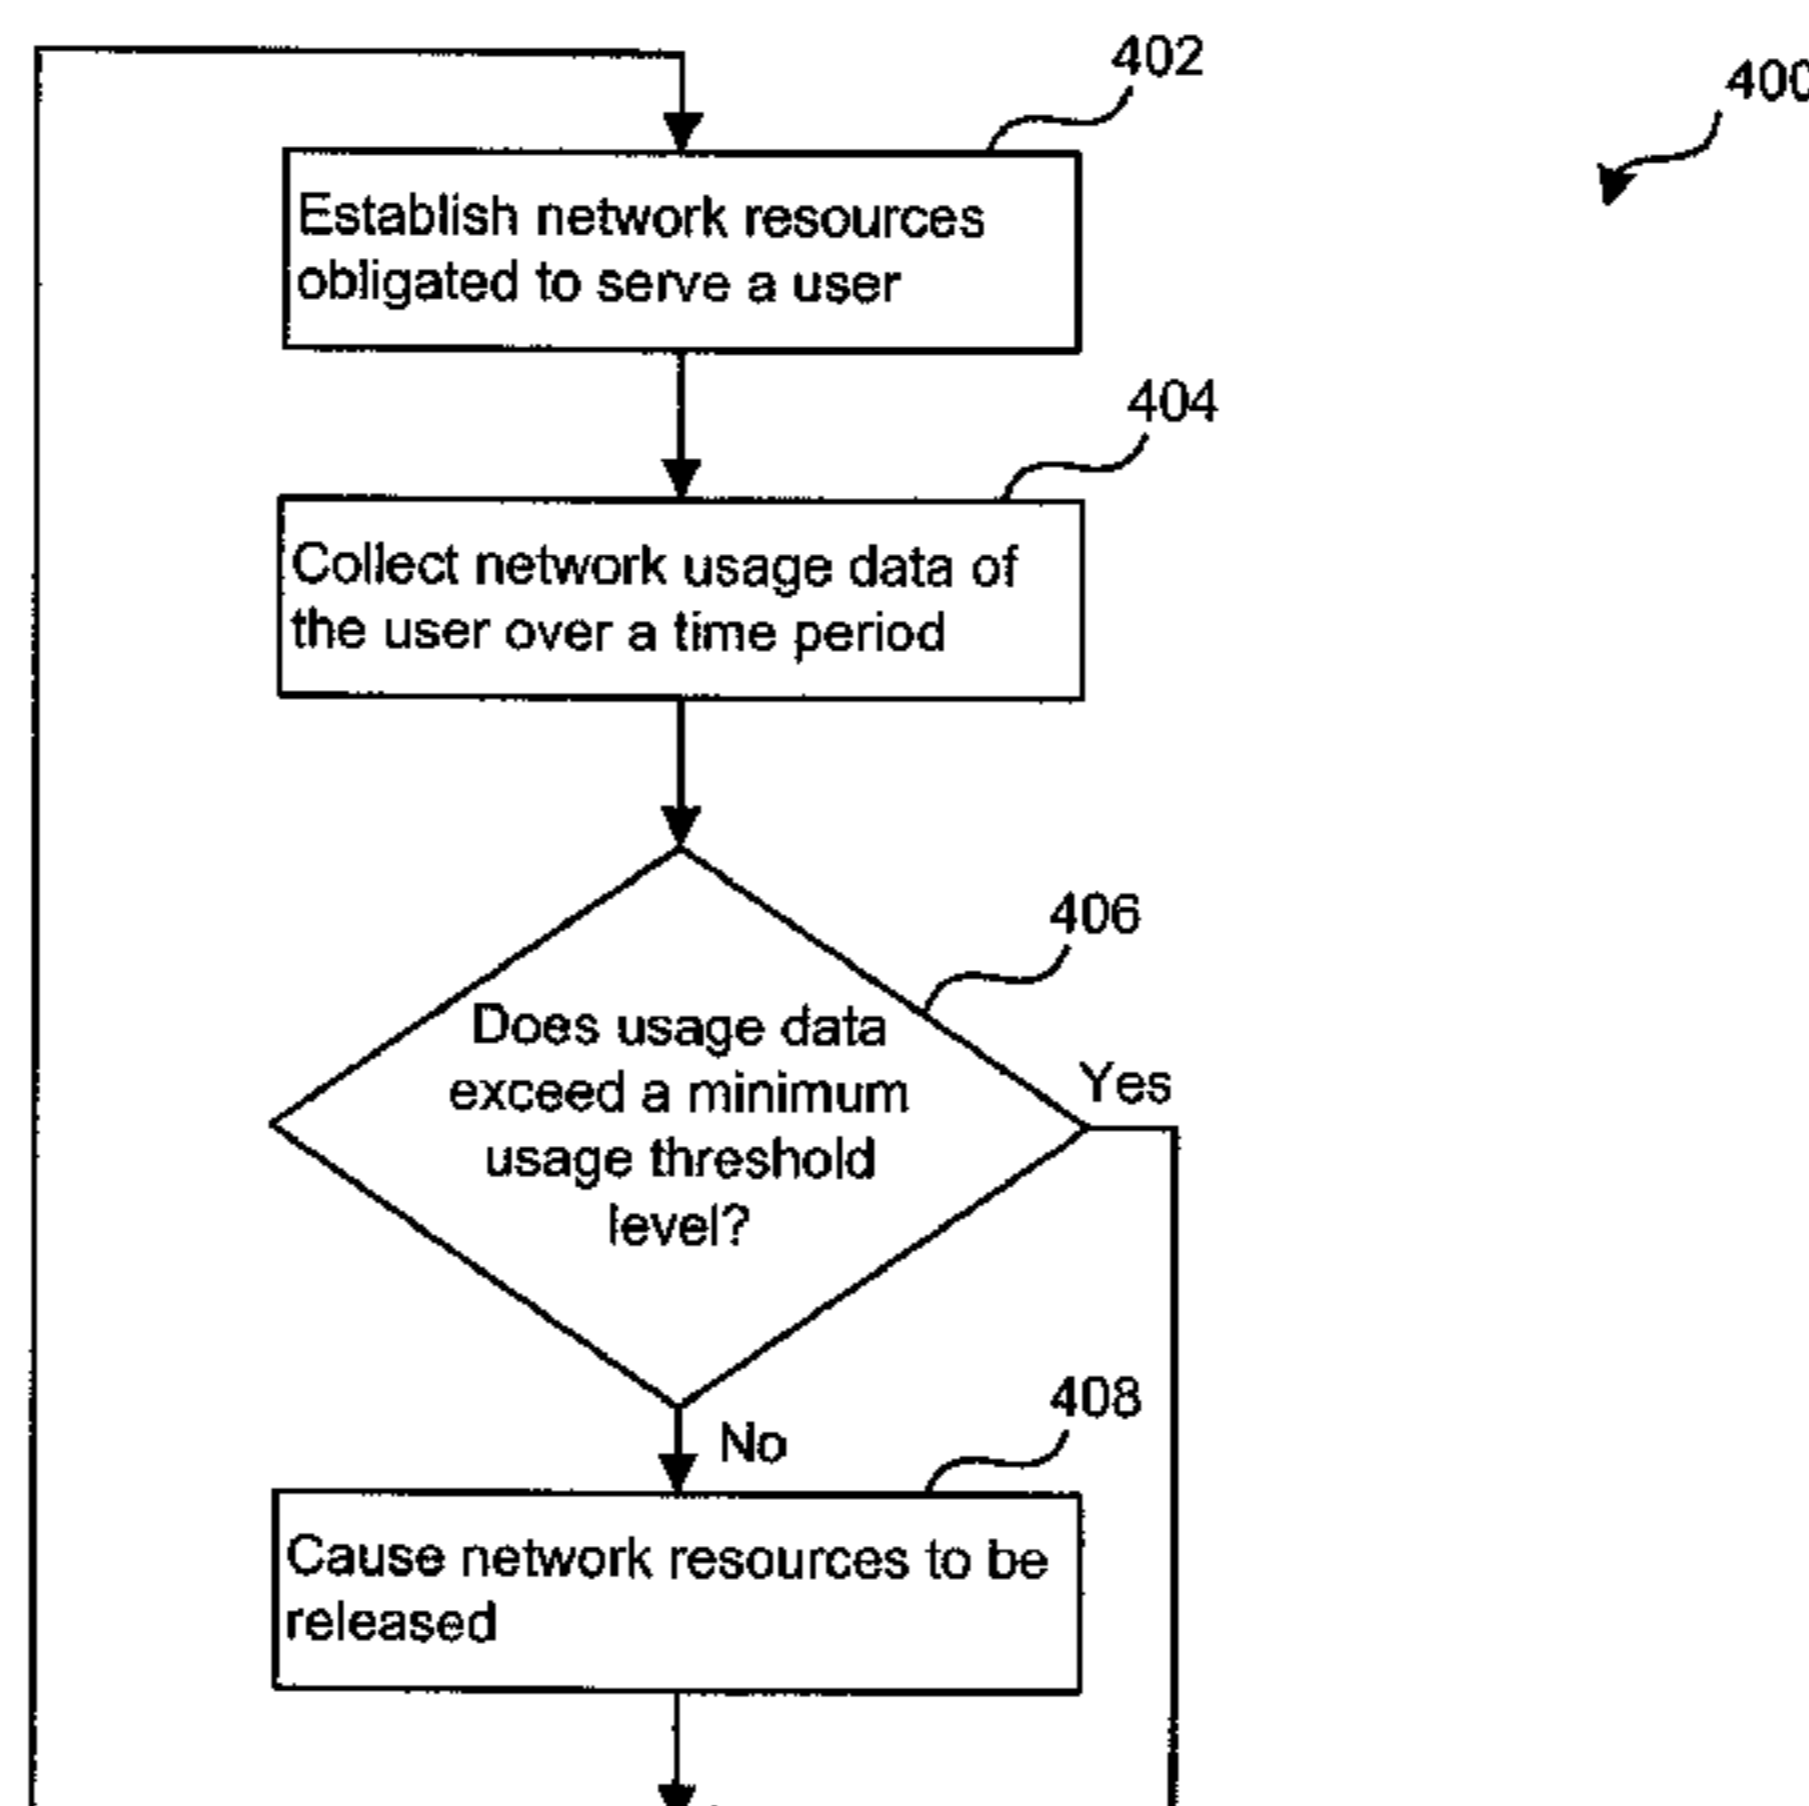 402
400
Establish network resources
obligated to serve a user
404
Collect network usage data of
the user over a time period
406
Does usage data
exceed a minimum
usage threshold
level?
Yes
408
No
Cause network resources to be
released